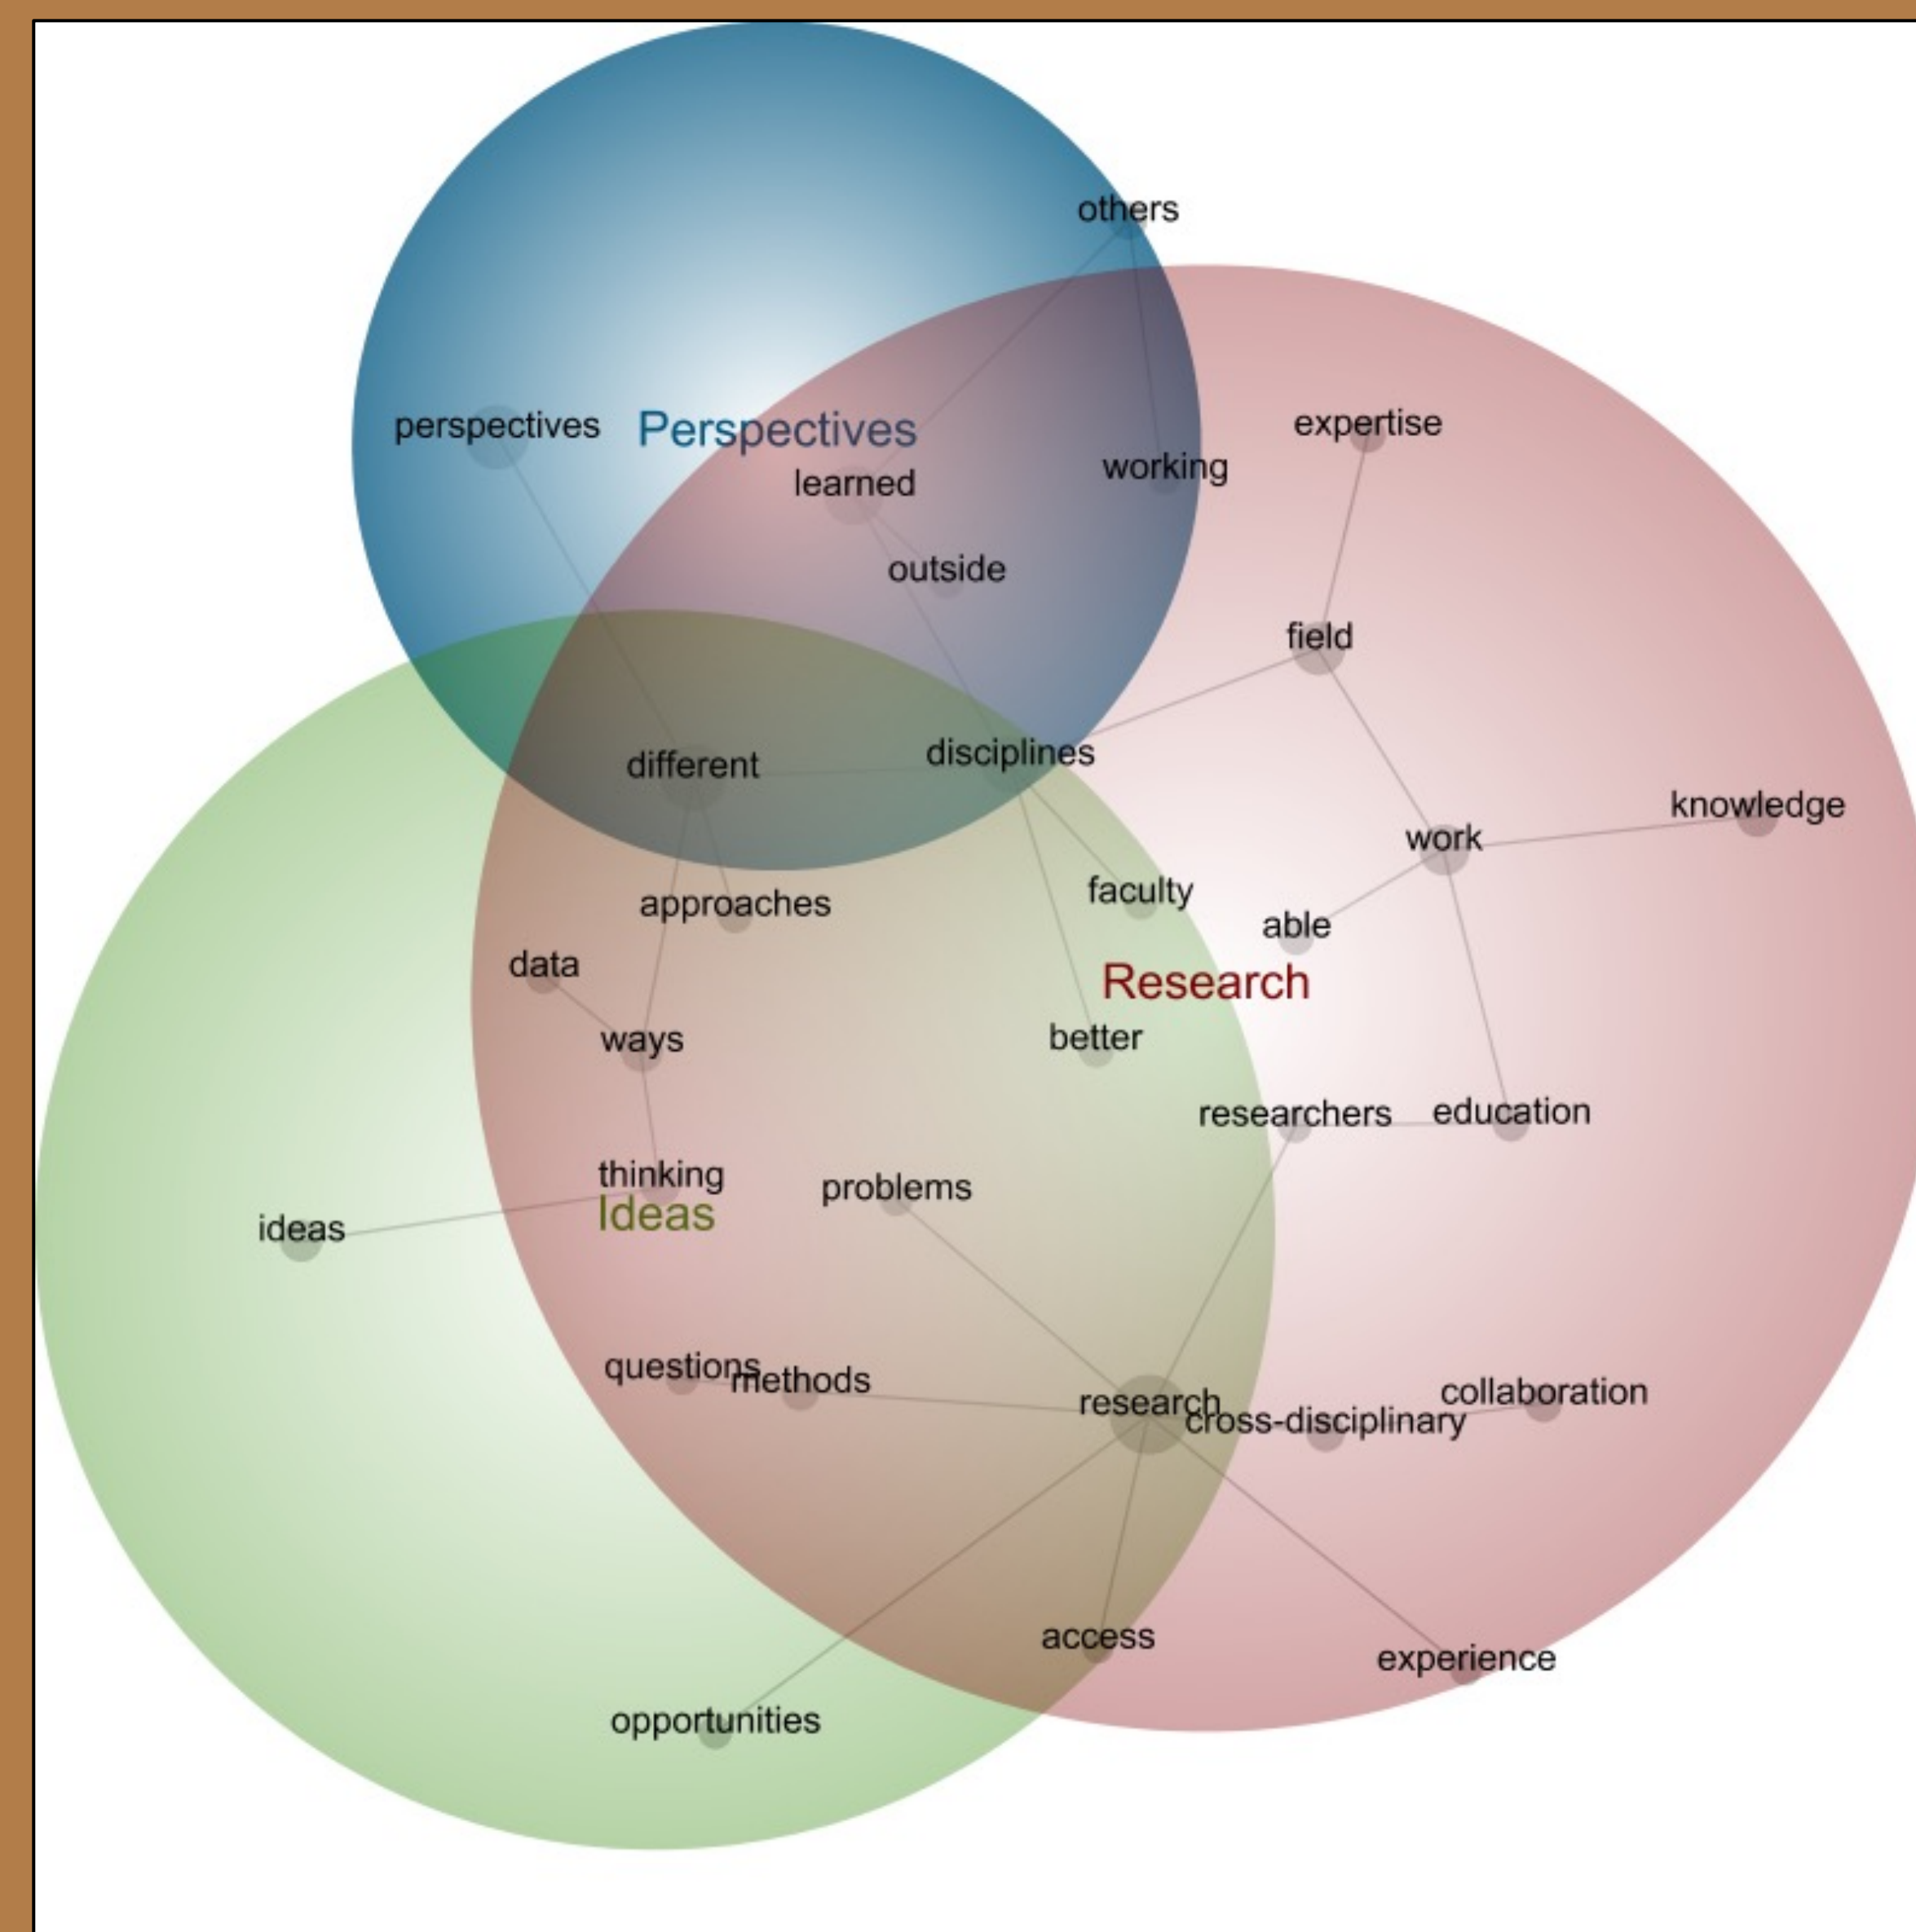 others
expertise
perspectives
Perspectives
working
learned
outside
field
disciplines
different
knowledge
work
faculty
approaches
able
data
Research
better
ways
researchers
education
thinking
problems
Ideas
ideas
questions
methods
collaboration
research
cross-disciplinary
access
experience
opportunities